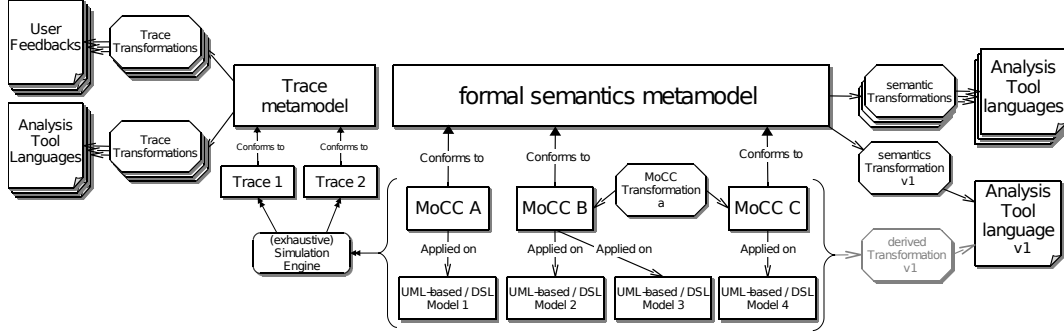 User
Feedbacks
Trace
Transformations
Analysis
Tool
Languages
Trace
Transformations
Trace
metamodel
Conforms to
Conforms to
Trace 1
Trace 2
(exhaustive)
Simulation
Engine
formal semantics metamodel
Conforms to
Conforms to
Conforms to
MoCC A
MoCC B
MoCC
Transformation
a
MoCC C
Applied on
Applied on
Applied on
Applied on
UML-based / DSL
Model 1
UML-based / DSL
Model 2
UML-based / DSL
Model 3
UML-based / DSL
Model 4
semantic
Transformations
Analysis
Tool
languages
semantics
Transformation
v1
derived
Transformation
v1
Analysis
Tool
language
v1